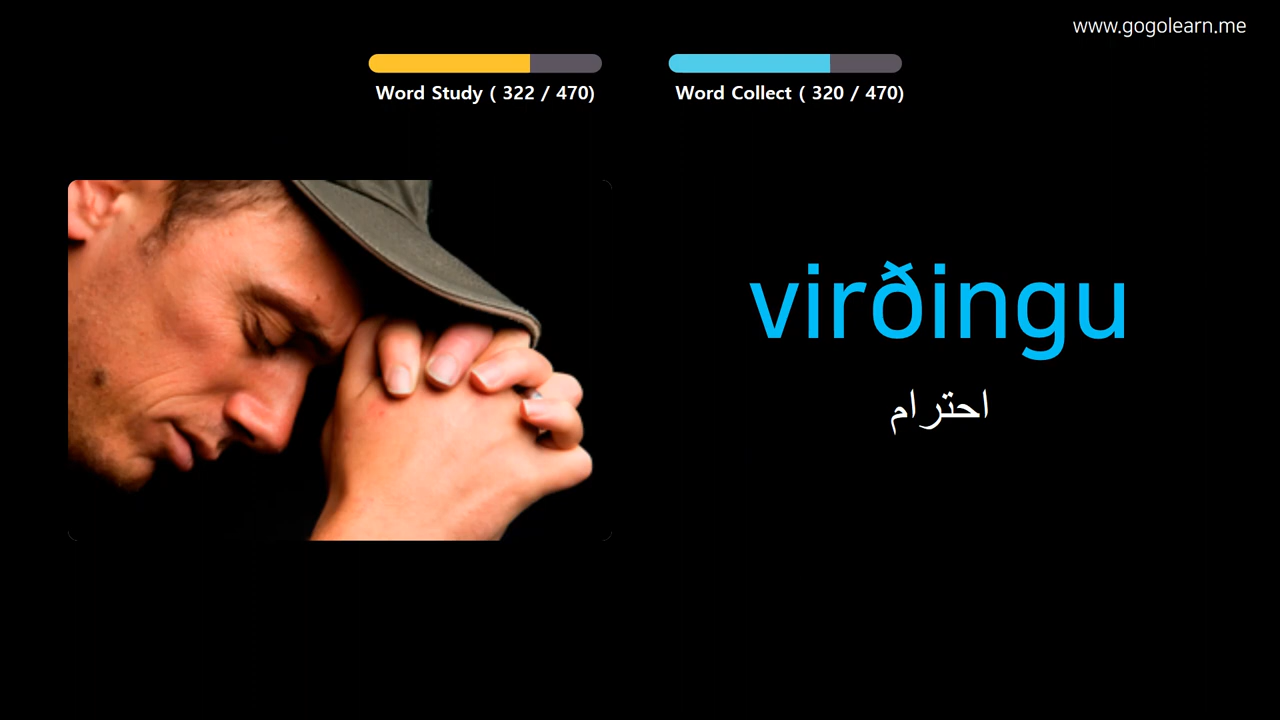 www.gogolearn.me
Word Study ( 322 / 470)
Word Collect ( 320 / 470)
virðingu
احترام